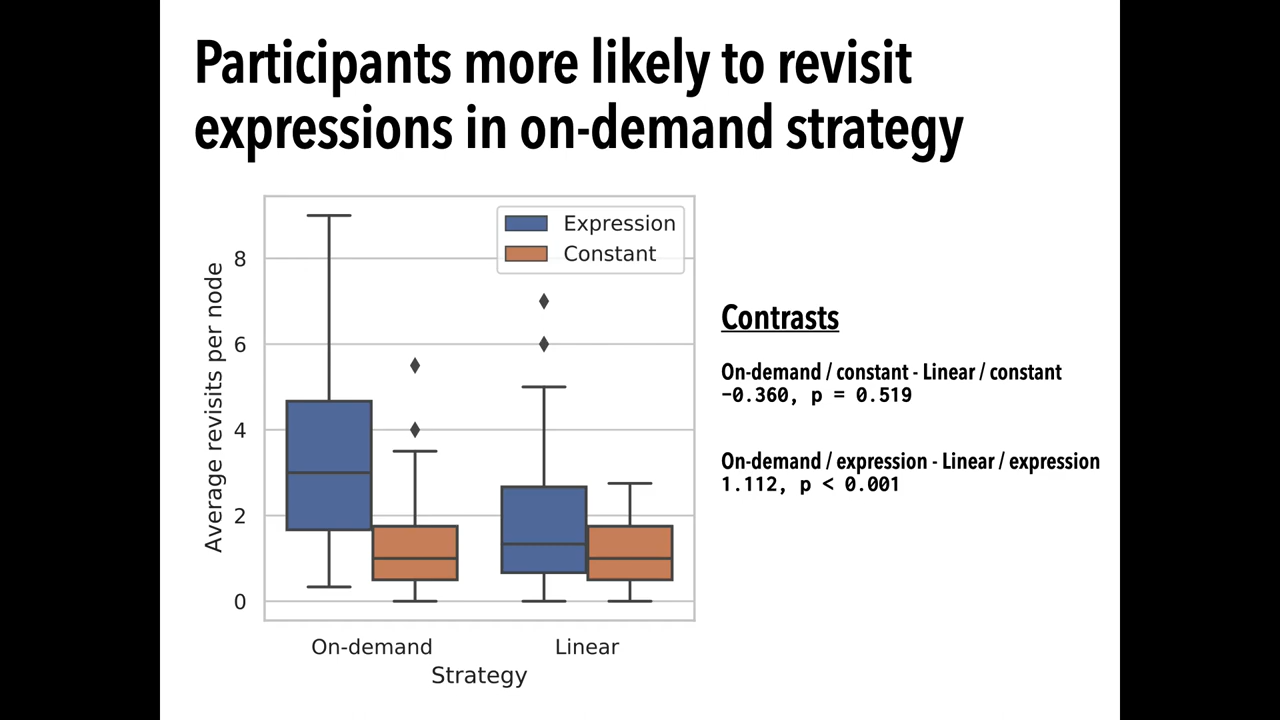 Participants more likely to revisit
expressions in on-demand strategy
Expression
Constant
8
6
4
2
0
Average revisits per node
On-demand
Linear
Strategy
Contrasts
On-demand / constant - Linear / constant
−0.360, p = 0.519
On-demand / expression - Linear / expression
1.112, p < 0.001